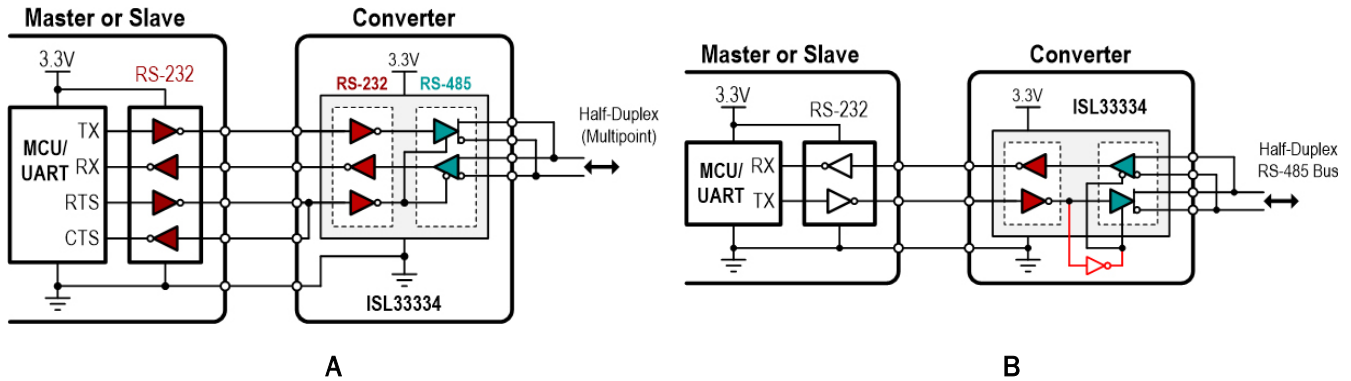 Master or Slave
Converter
3.3V
RS-232
3.3V
RS-232
RS-485
MCU/
UART
TX
RX
RTS
CTS
Half-Duplex
(Multipoint)
ISL33334
A
Master or Slave
Converter
3.3V
RS-232
3.3V
ISL33334
MCU/
UART
RX
TX
Half-Duplex
RS-485 Bus
B